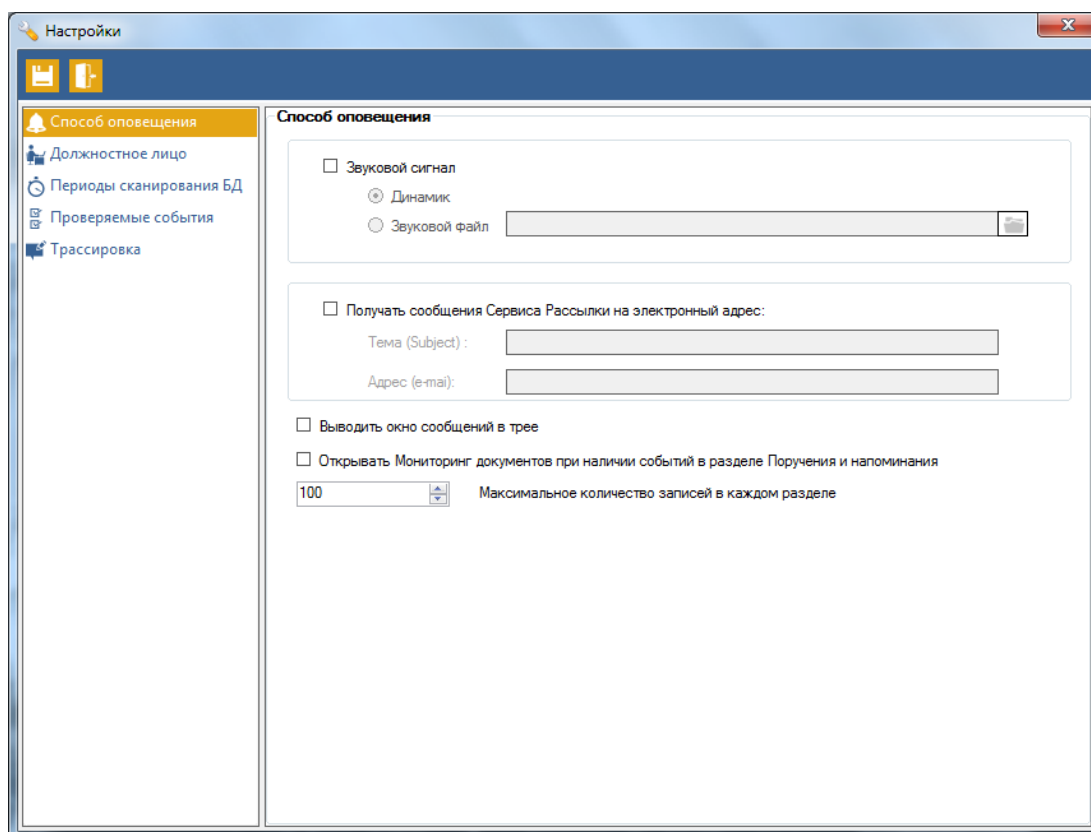 Настройки
Способ оповещения
Должностное лицо
Периоды сканирования БД
Проверяемые события
Трассировка
Способ оповещения
Звуковой сигнал
Динамик
Звуковой файл
Получать сообщения Сервиса Рассылки на электронный адрес:
Тема (Subject) :
Адрес (e-mai):
Выводить окно сообщений в трее
Открывать Мониторинг документов при наличии событий в разделе Поручения и напоминания
100 Максимальное количество записей в каждом разделе